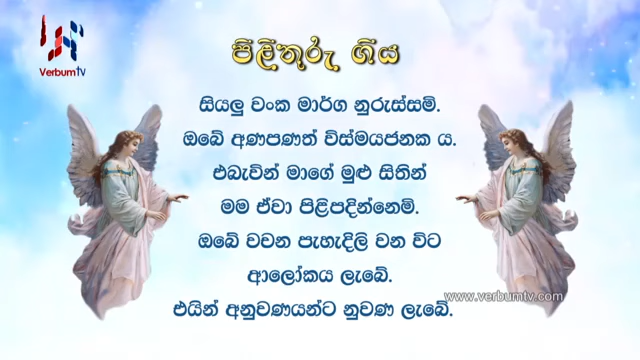 VerbumTV
පිළිතුරු ගීය
සියලු වංක මාර්ග නුරුස්සමි.
ඔබේ අණපණත් විස්මයජනක ය.
එබැවින් මාගේ මුළු සිතින්
මම ඒවා පිළිපදින්නෙමි.
ඔබේ වචන පැහැදිලි වන විට
ආලෝකය ලැබේ.
www.verbumtv.com
එයින් අනුවණයන්ට නුවණ ලැබේ.